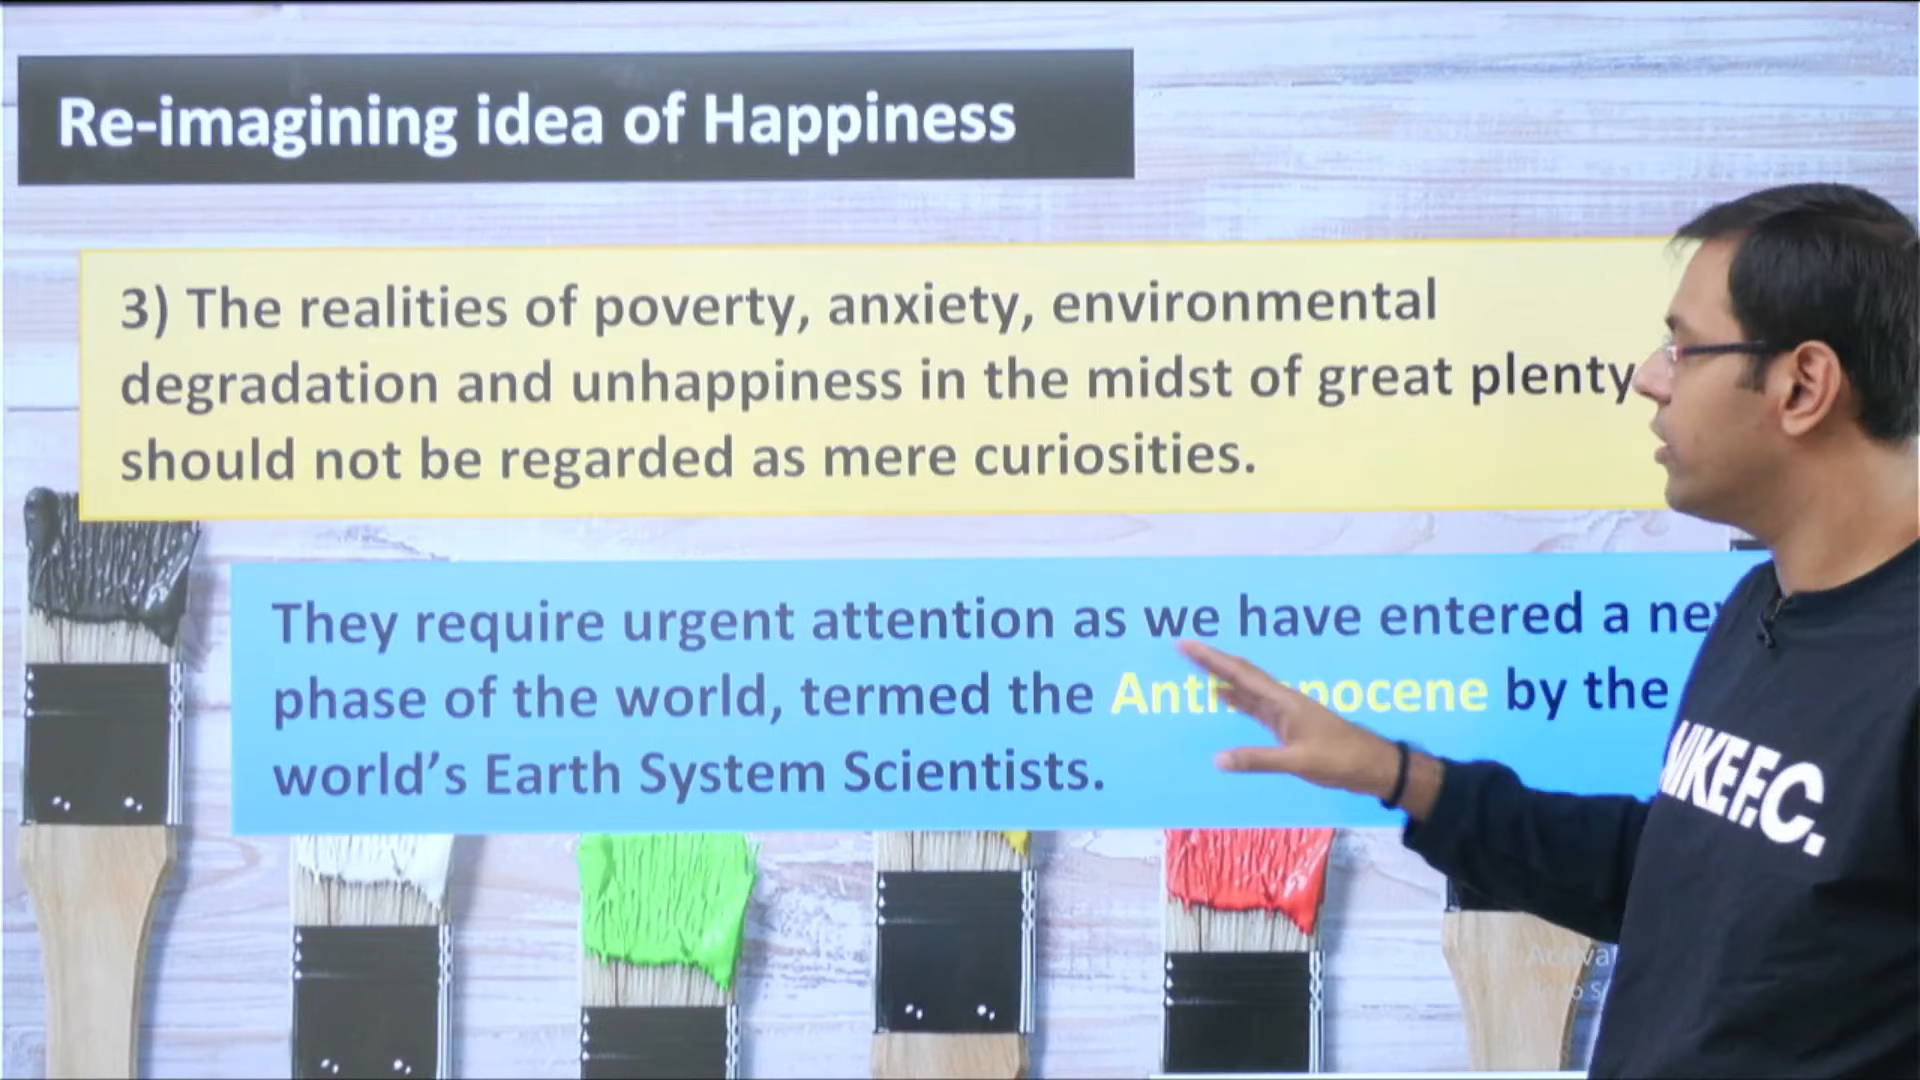 Re-imagining idea of Happiness
3) The realities of poverty, anxiety, environmental
degradation and unhappiness in the midst of great plenty
should not be regarded as mere curiosities.
They require urgent attention as we have entered a
phase of the world, termed the by the
world's Earth System Scientists.
NIKE F.C.